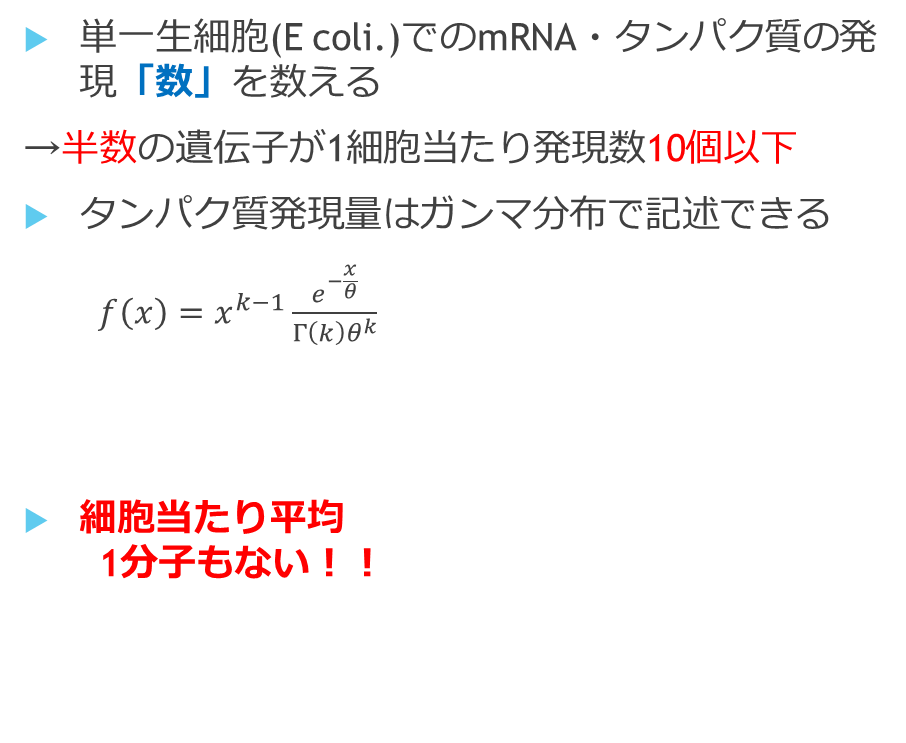 単一生細胞(E coli.)でのmRNA・タンパク質の発
現「数」を数える
→半数の遺伝子が1細胞当たり発現数10個以下
タンパク質発現量はガンマ分布で記述できる
f(x) = x^{k−1} \frac{e^{-\frac{x}{θ}}}{Γ(k)θ^k}
細胞当たり平均
1分子もない！！